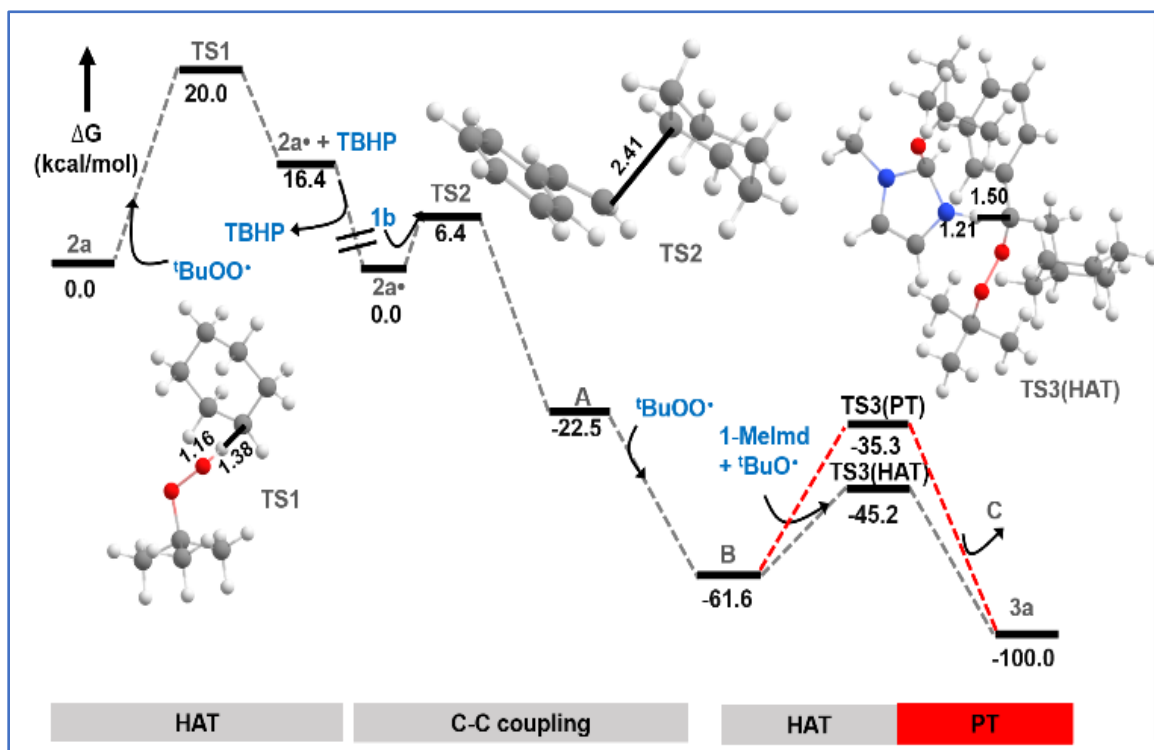 TS1
20.0
ΔG
(kcal/mol)
2a• + TBHP
16.4
TBHP
2a
0.0
ᵗBuOO•
1b
TS2
6.4
2a•
0.0
2.41
TS2
1.50
1.21
TS3(HAT)
1.16
1.38
TS1
A
-22.5
ᵗBuOO•
B
-61.6
1-MeImd
+ ᵗBuO•
TS3(PT)
-35.3
TS3(HAT)
-45.2
C
3a
-100.0
HAT
C-C coupling
HAT
PT